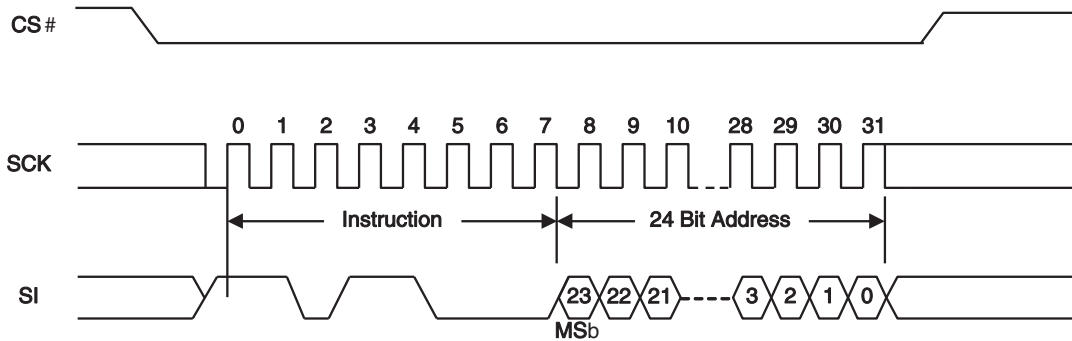 CS #
0 1 2 3 4 5 6 7 8 9 10 28 29 30 31
SCK
Instruction 24 Bit Address
SI 23 22 21 3 2 1 0
MSb